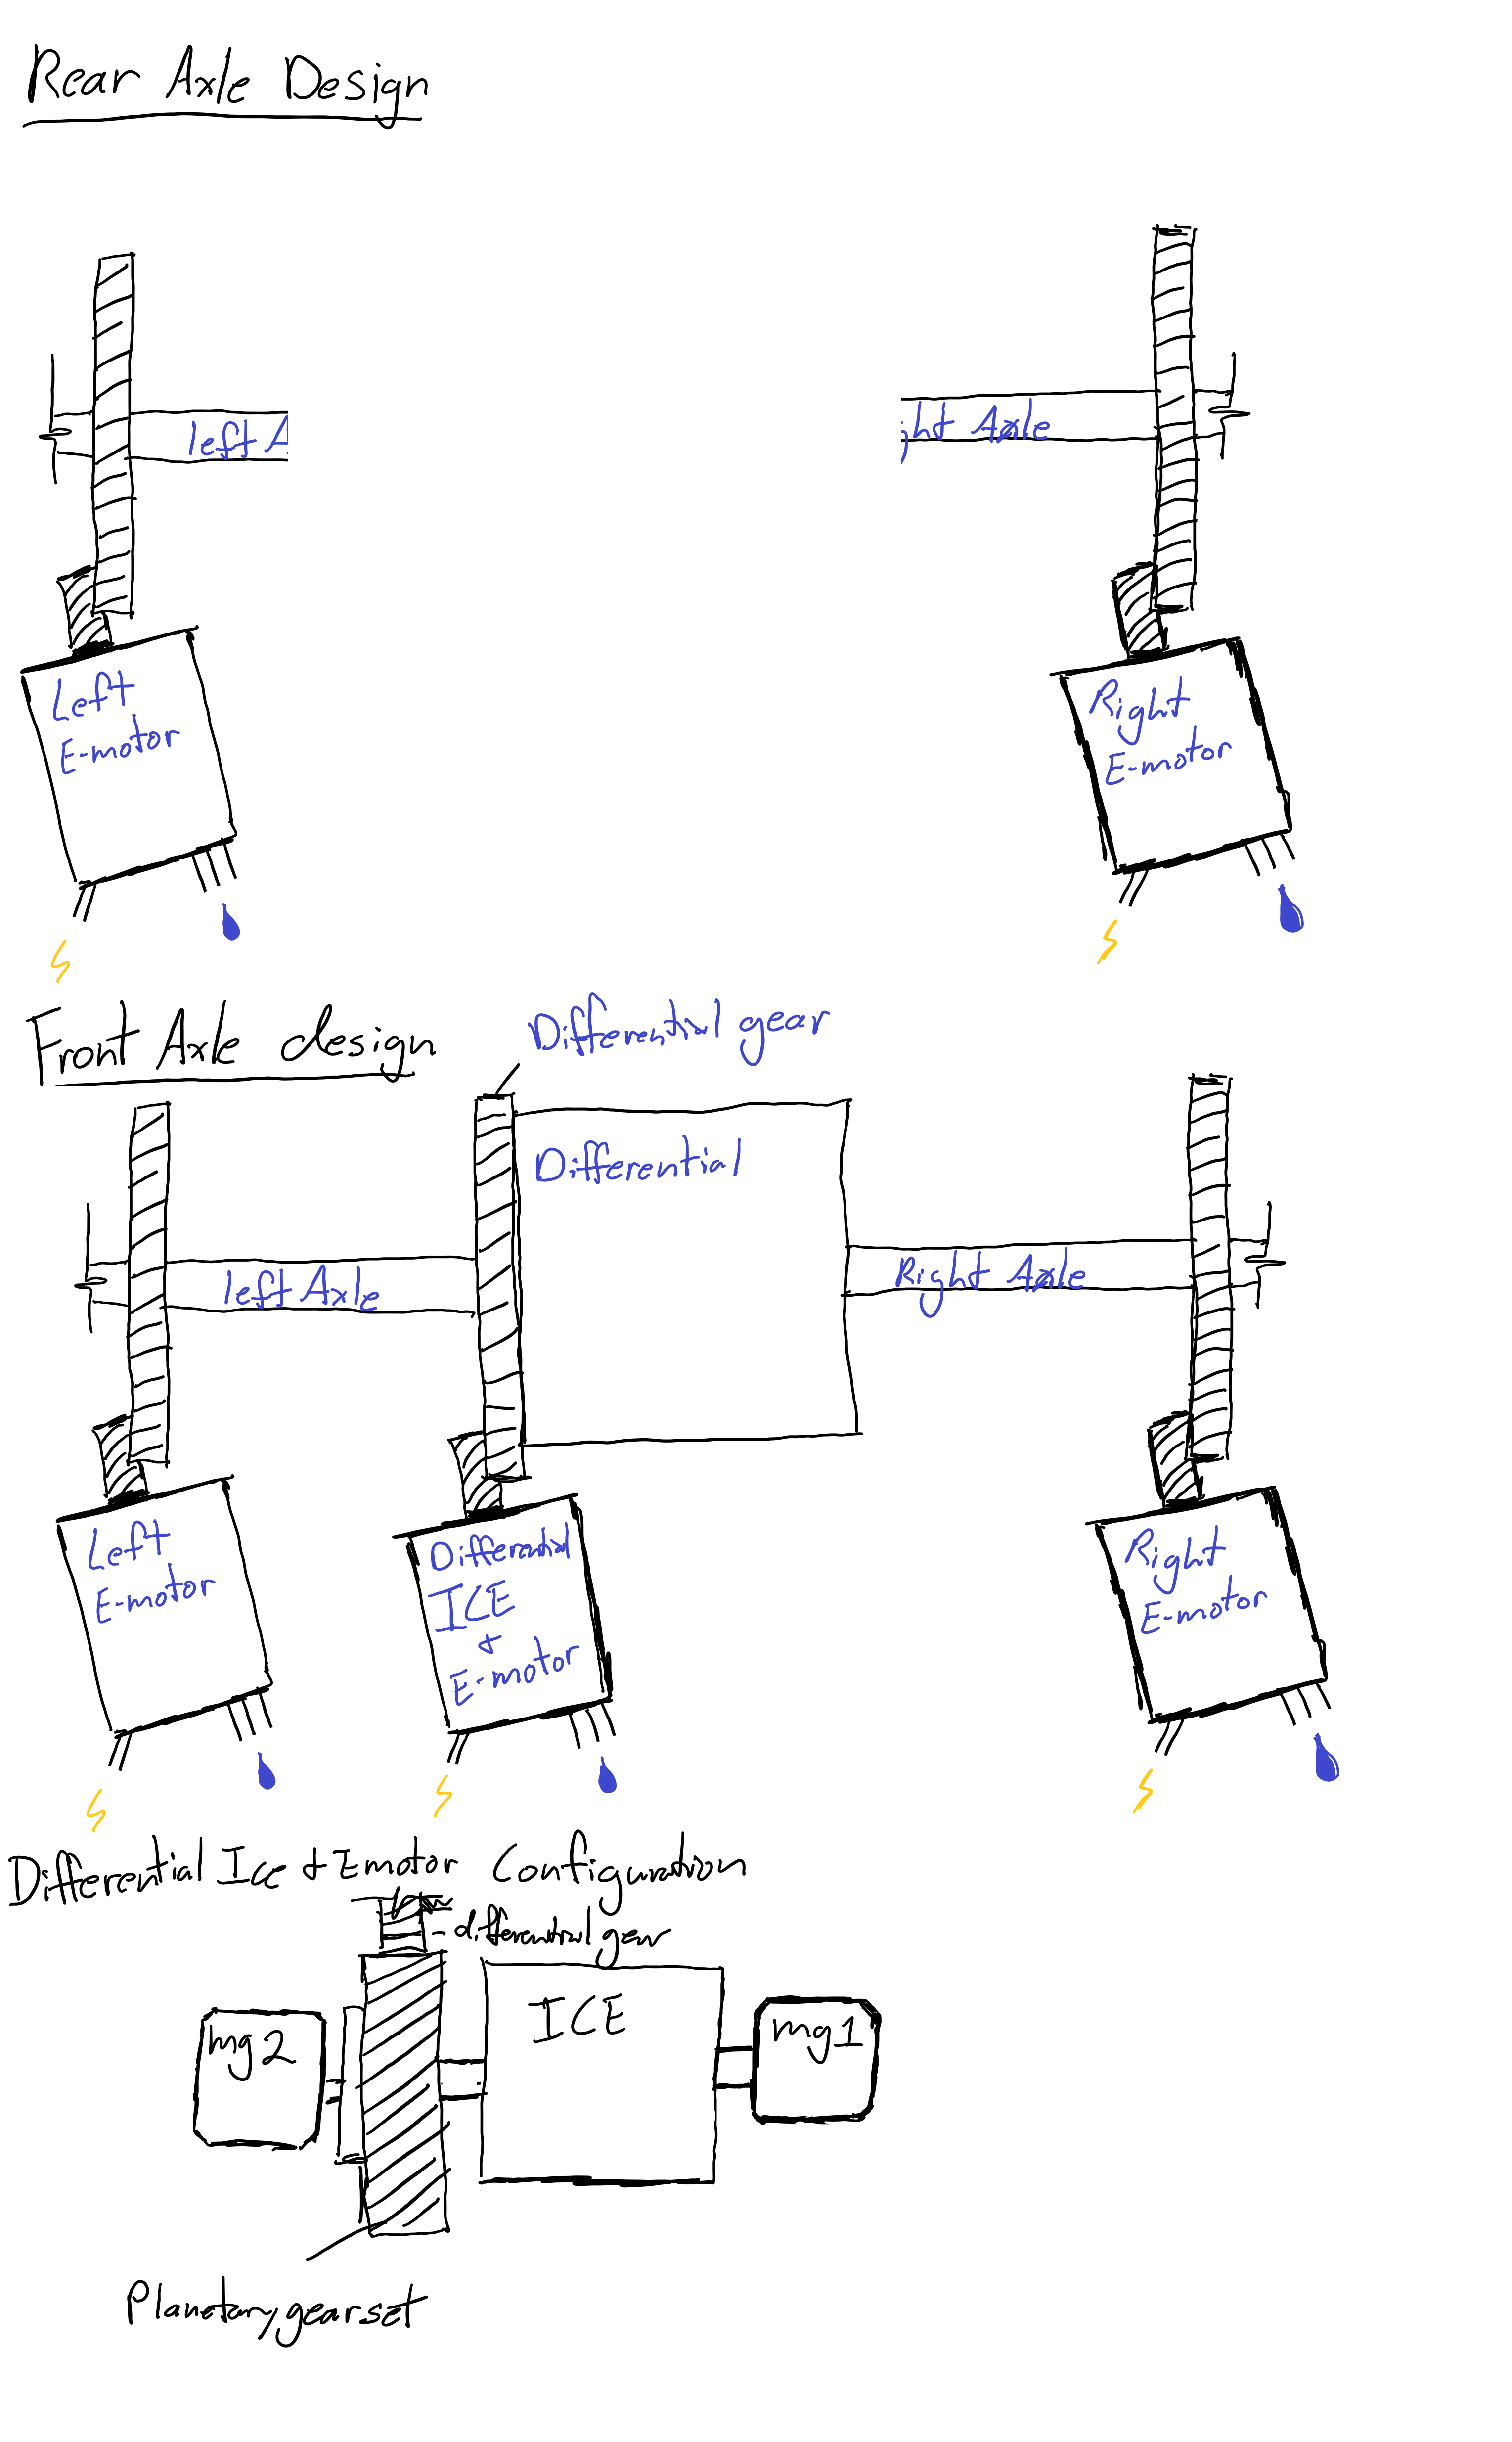 Rear Axle Design
left A
ht Axle
Left
E-motor
Right
E-motor
Front Axle design
Differential gear
Differential
left Axle
Right Axle
Left
E-motor
Differential
ICE
+
E-motor
Right
E-motor
Differential Ice + Emotor Configuration
differential gear
mg2
ICE
mg1
Planetary gearset